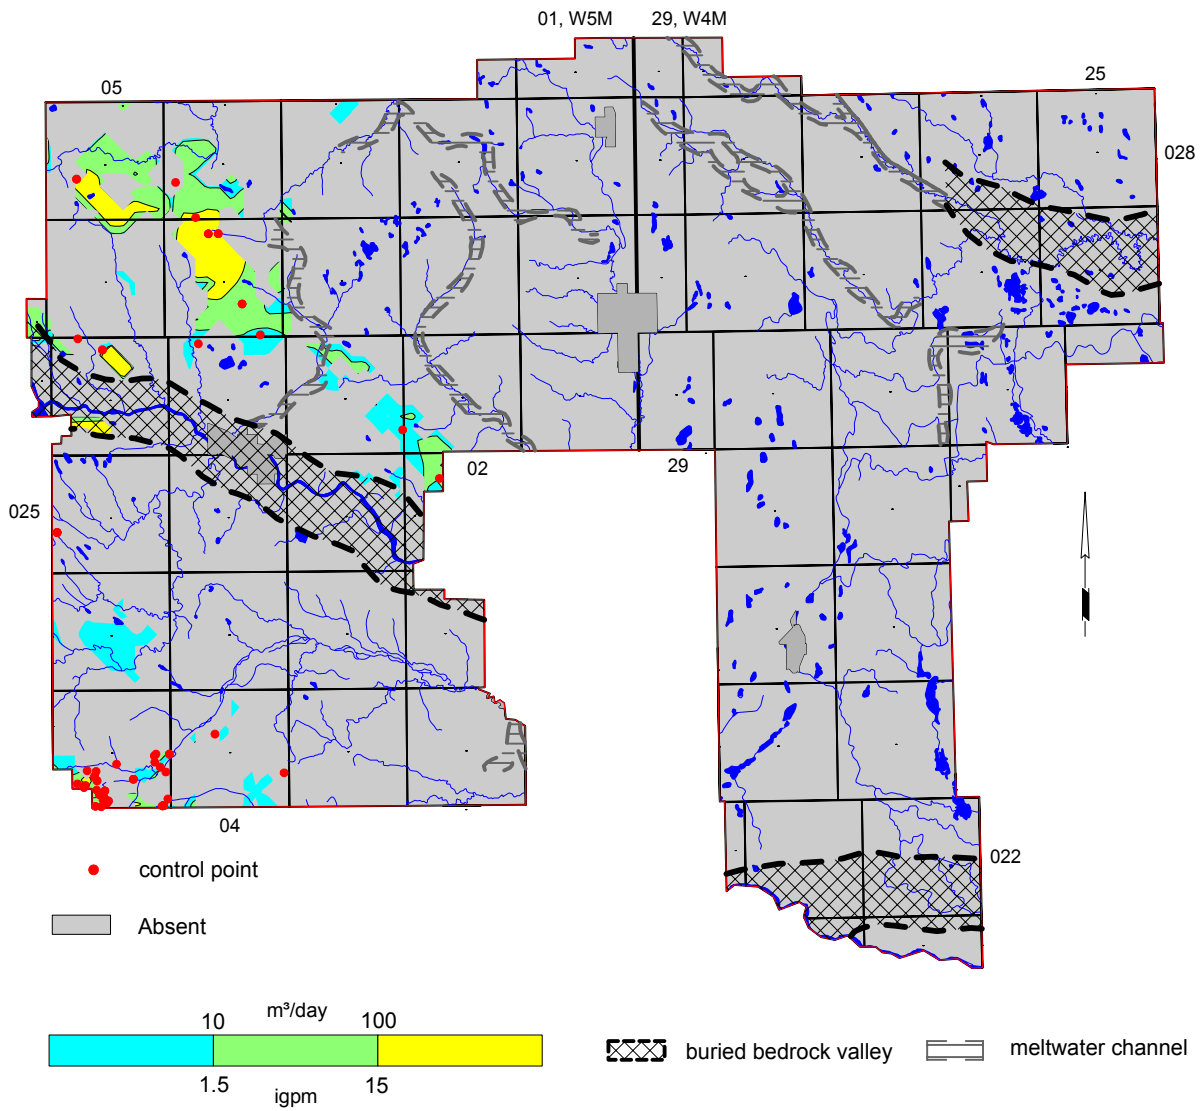 01, W5M
29, W4M
05
25
028
02
29
025
04
022
control point
Absent
m³/day
10
100
1.5
15
igpm
buried bedrock valley
meltwater channel